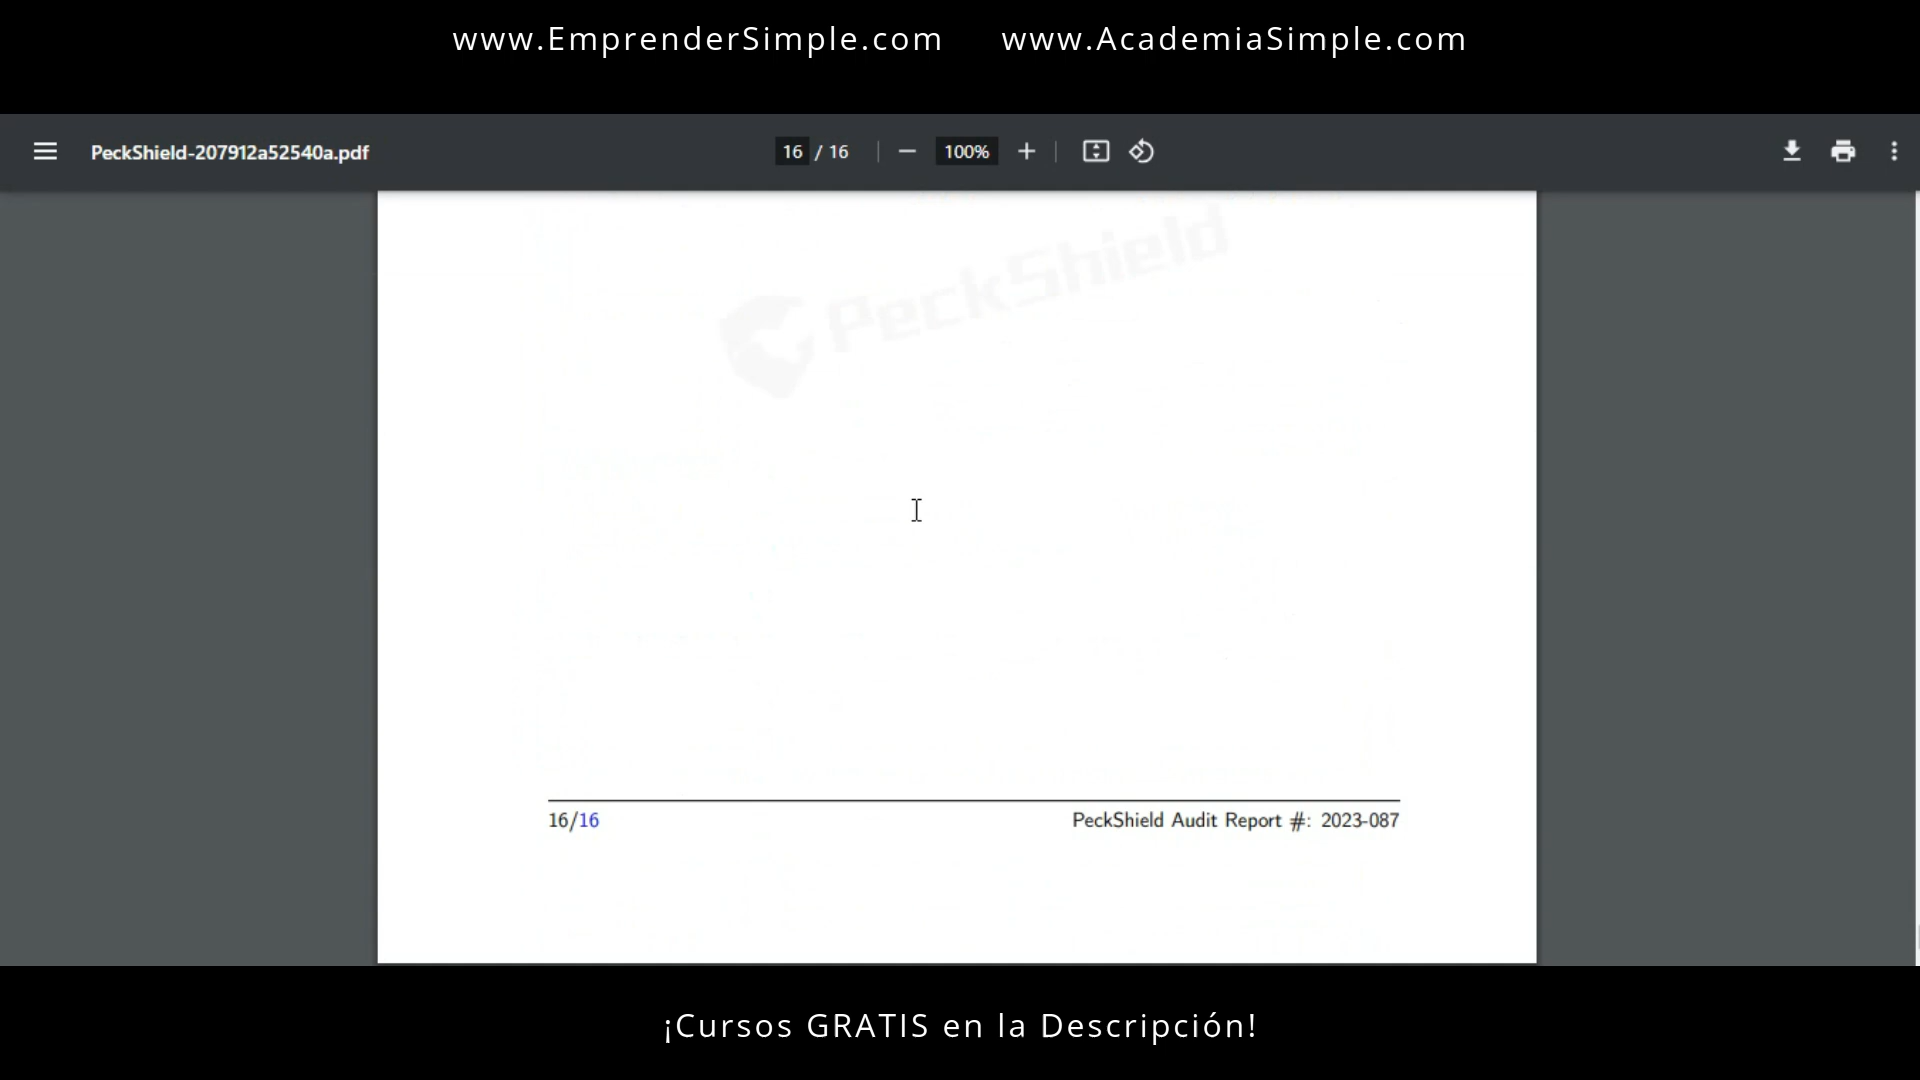 www.EmprenderSimple.com www.AcademiaSimple.com
PeckShield-207912a52540a.pdf 16 / 16 100%
PeckShield
16/16 PeckShield Audit Report #: 2023-087
¡Cursos GRATIS en la Descripción!